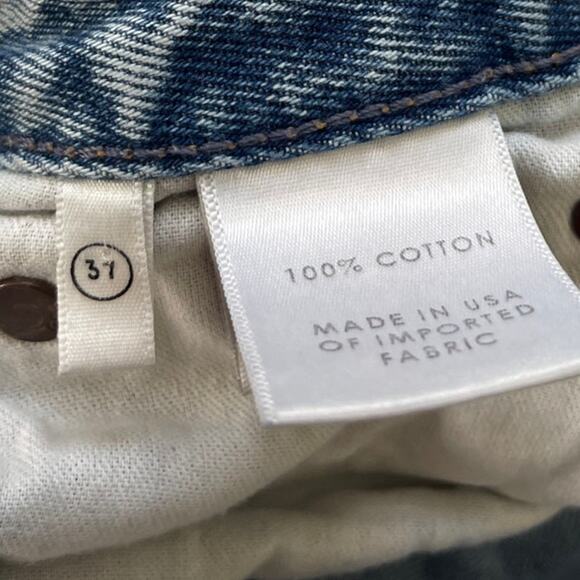 37
100% COTTON
MADE IN USA
OF IMPORTED
FABRIC